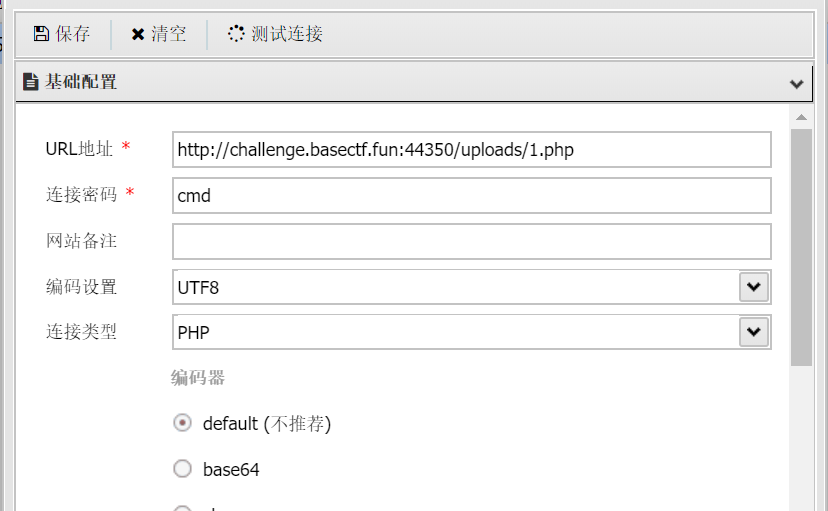 保存 清空 测试连接
基础配置
URL地址 * http://challenge.basectf.fun:44350/uploads/1.php
连接密码 * cmd
网站备注
编码设置 UTF8
连接类型 PHP
编码器
default (不推荐)
base64